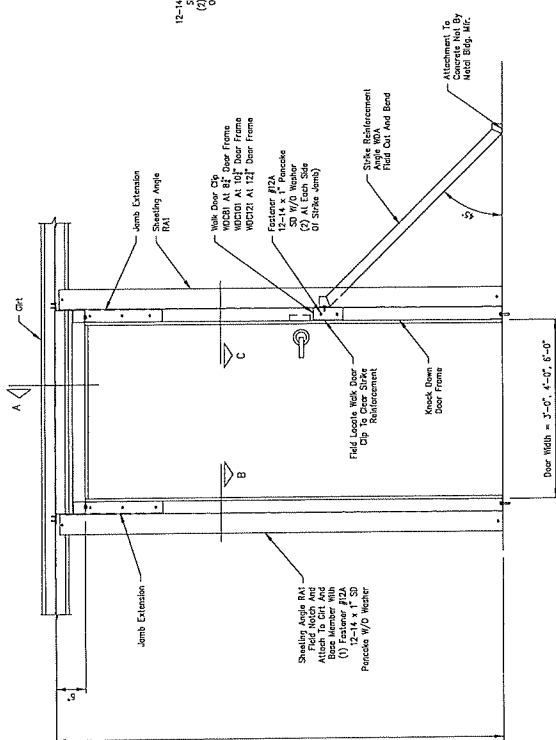 12-14
S
(2)
O
Girt
A
Jamb Extension
Sheeting Angle
RA1
Walk Door Clip
WDC81 At 8½" Door Frame
WDC101 At 10½" Door Frame
WDC121 At 12½" Door Frame
Fastener #12A
12-14 x 1" Pancake
SD W/O Washer
(2) At Each Side
Of Strike Jamb)
Strike Reinforcement
Angle WDA
Field Cut And Bend
Attachment To
Concrete Not By
Metal Bldg. Mfr.
45°
C
B
Field Locate Walk Door
Clip To Clear Strike
Reinforcement
Knock Down
Door Frame
Door Width = 3'-0", 4'-0", 6'-0"
Jamb Extension
Sheeting Angle RA1
Field Notch And
Attach To Girt And
Base Member With
(1) Fastener #12A
12-14 x 1" SD
Pancake W/O Washer